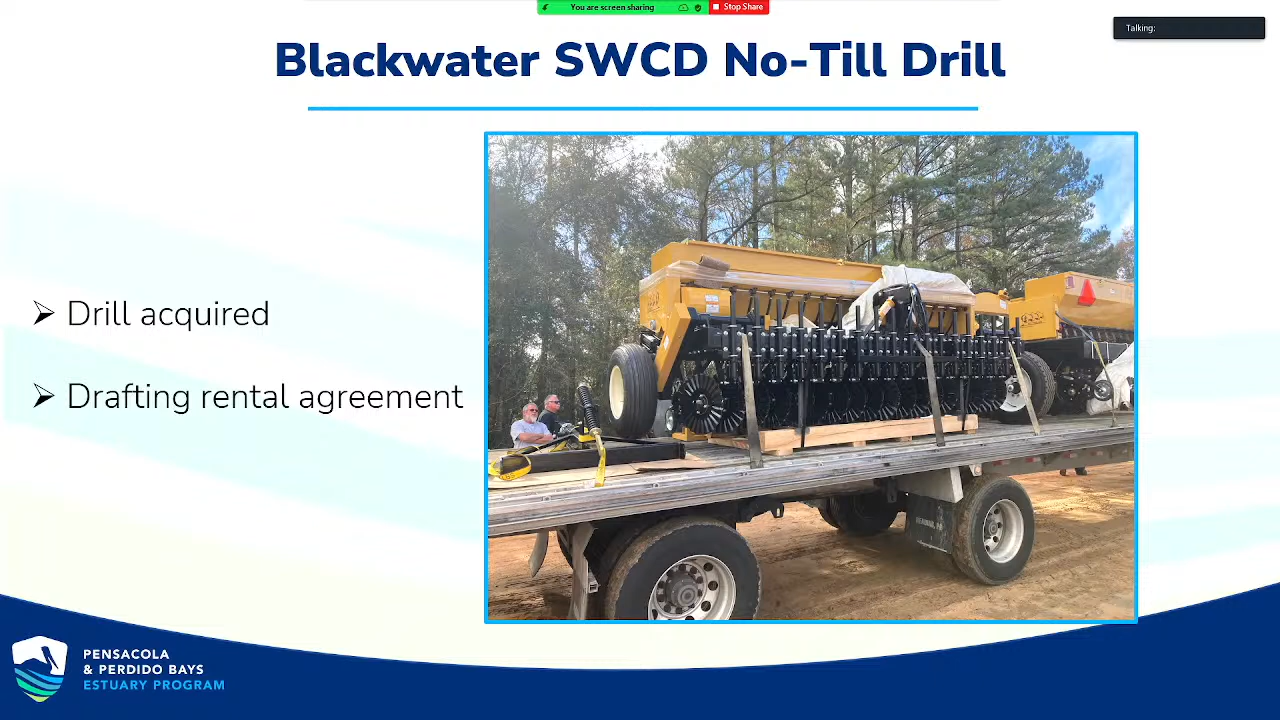 You are screen sharing
Stop Share
Talking:
Blackwater SWCD No-Till Drill
Drill acquired
Drafting rental agreement
PENSACOLA
& PERDIDO BAYS
ESTUARY PROGRAM